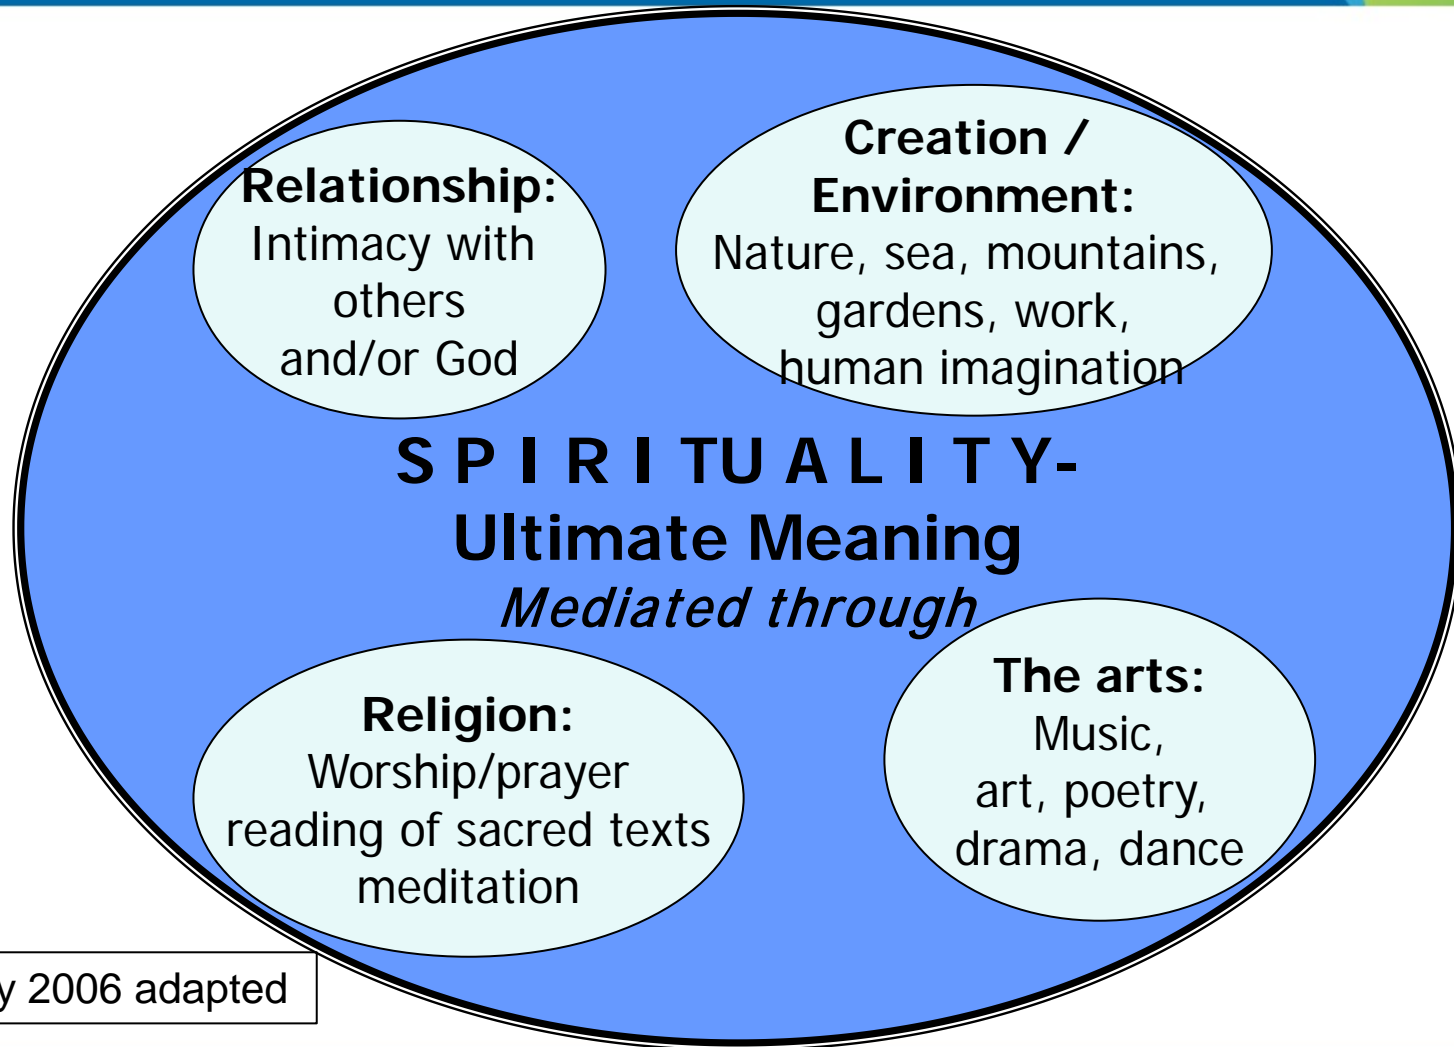 Relationship:
Intimacy with
others
and/or God
Creation /
Environment:
Nature, sea, mountains,
gardens, work,
human imagination
S P I R I TU A L I T Y-
Ultimate Meaning
Mediated through
Religion:
Worship/prayer
reading of sacred texts
meditation
The arts:
Music,
art, poetry,
drama, dance
2006 adapted